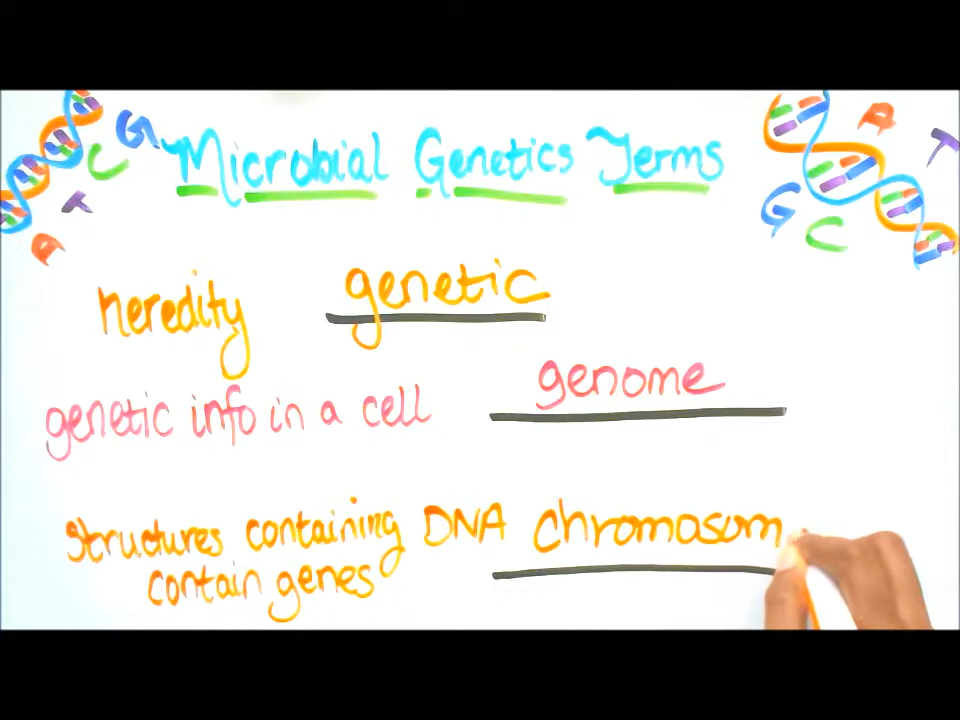 G A
C T
T G
A C
Microbial Genetics Terms
heredity genetic
genetic info in a cell genome
Structures containing DNA chromosom
contain genes